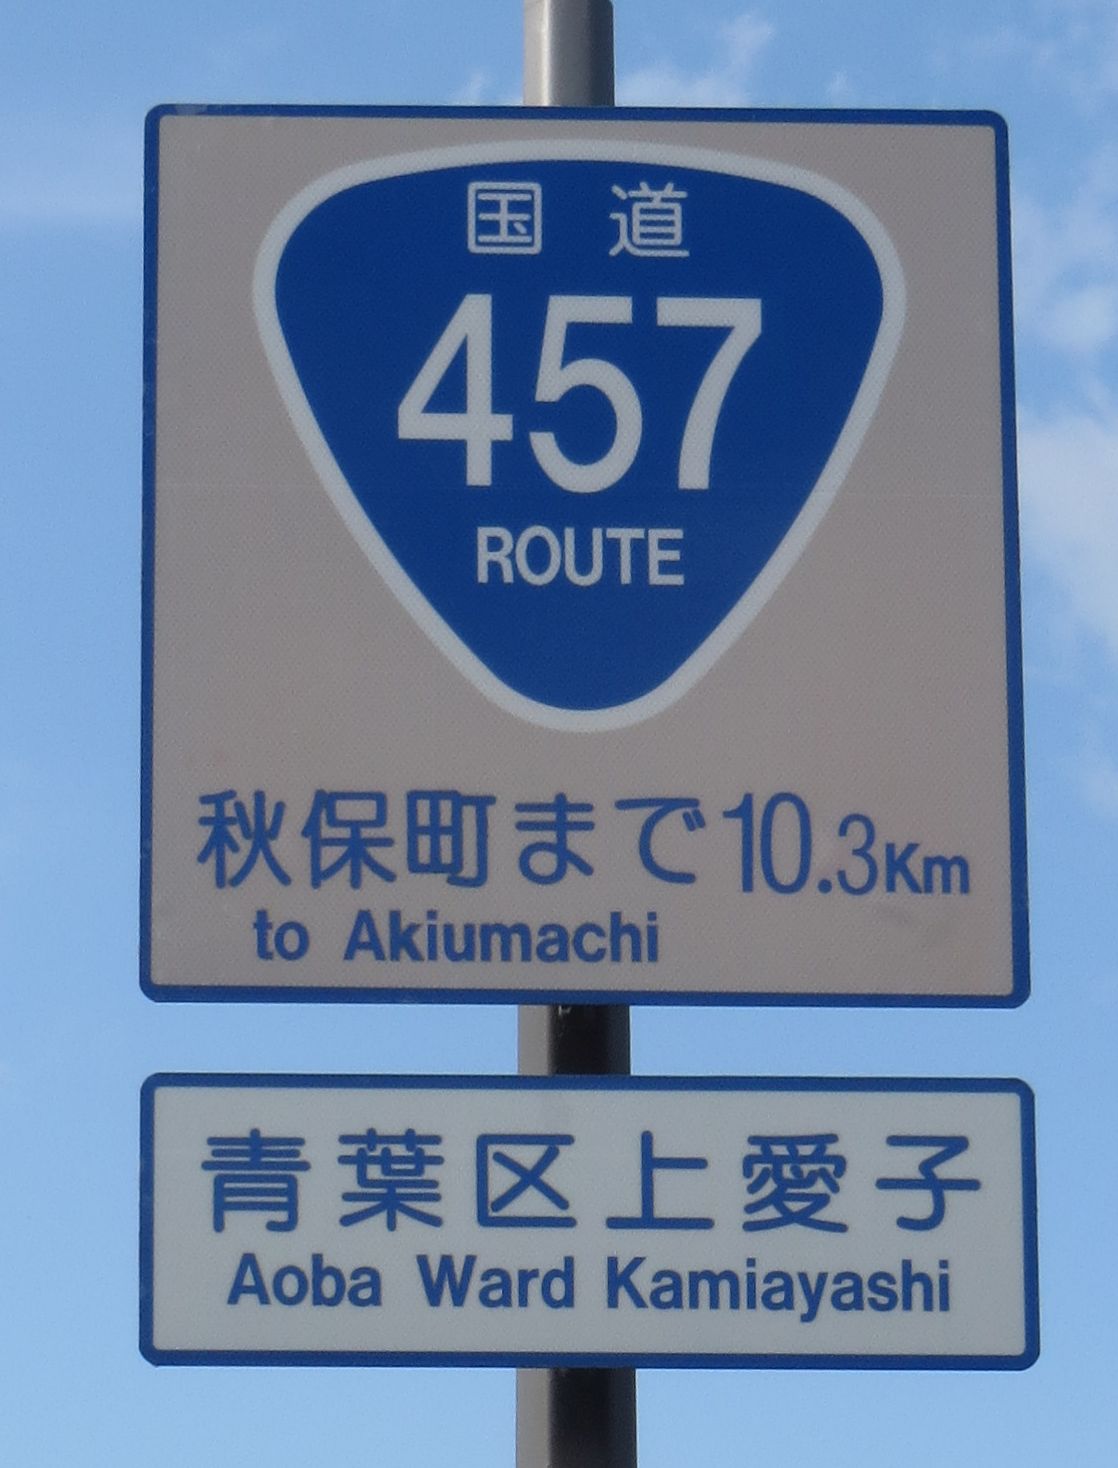 国道
457
ROUTE
秋保町まで10.3Km
to Akiumachi
青葉区上愛子
Aoba Ward Kamiayashi